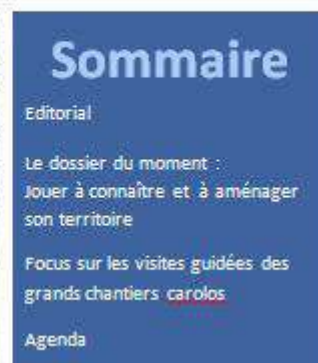 Sommaire
Editorial
Le dossier du moment :
Jouer à connaître et à aménager
son territoire
Focus sur les visites guidées des
grands chantiers carolos
Agenda